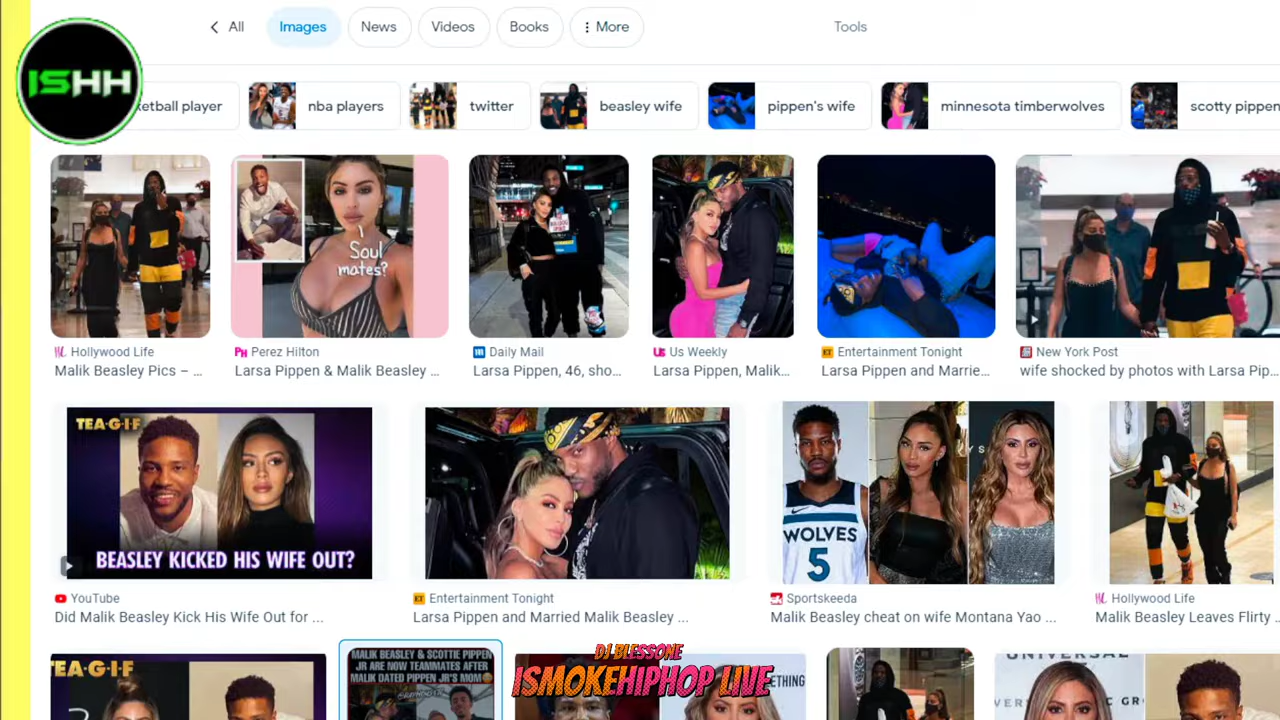 All
Images
News
Videos
Books
More
Tools
ISHH
ketball player
nba players
twitter
beasley wife
pippen's wife
minnesota timberwolves
scotty pippen
Soul
mates?
Hollywood Life
Malik Beasley Pics – ...
Perez Hilton
Larsa Pippen & Malik Beasley ...
Daily Mail
Larsa Pippen, 46, sho...
Us Weekly
Larsa Pippen, Malik...
Entertainment Tonight
Larsa Pippen and Marrie...
New York Post
wife shocked by photos with Larsa Pip...
TEA-G-I-F
BEASLEY KICKED HIS WIFE OUT?
WOLVES
5
YouTube
Did Malik Beasley Kick His Wife Out for ...
Entertainment Tonight
Larsa Pippen and Married Malik Beasley ...
Sportskeeda
Malik Beasley cheat on wife Montana Yao ...
Hollywood Life
Malik Beasley Leaves Flirty ...
TEA-G-I-F
MALIK BEASLEY & SCOTTIE PIPPEN
JR ARE NOW TEAMMATES AFTER
MALIK DATED PIPPEN JR'S MOM
DJ BLESSONE
ISMOKEHIPHOP LIVE
ETHING
UNIVERSAL